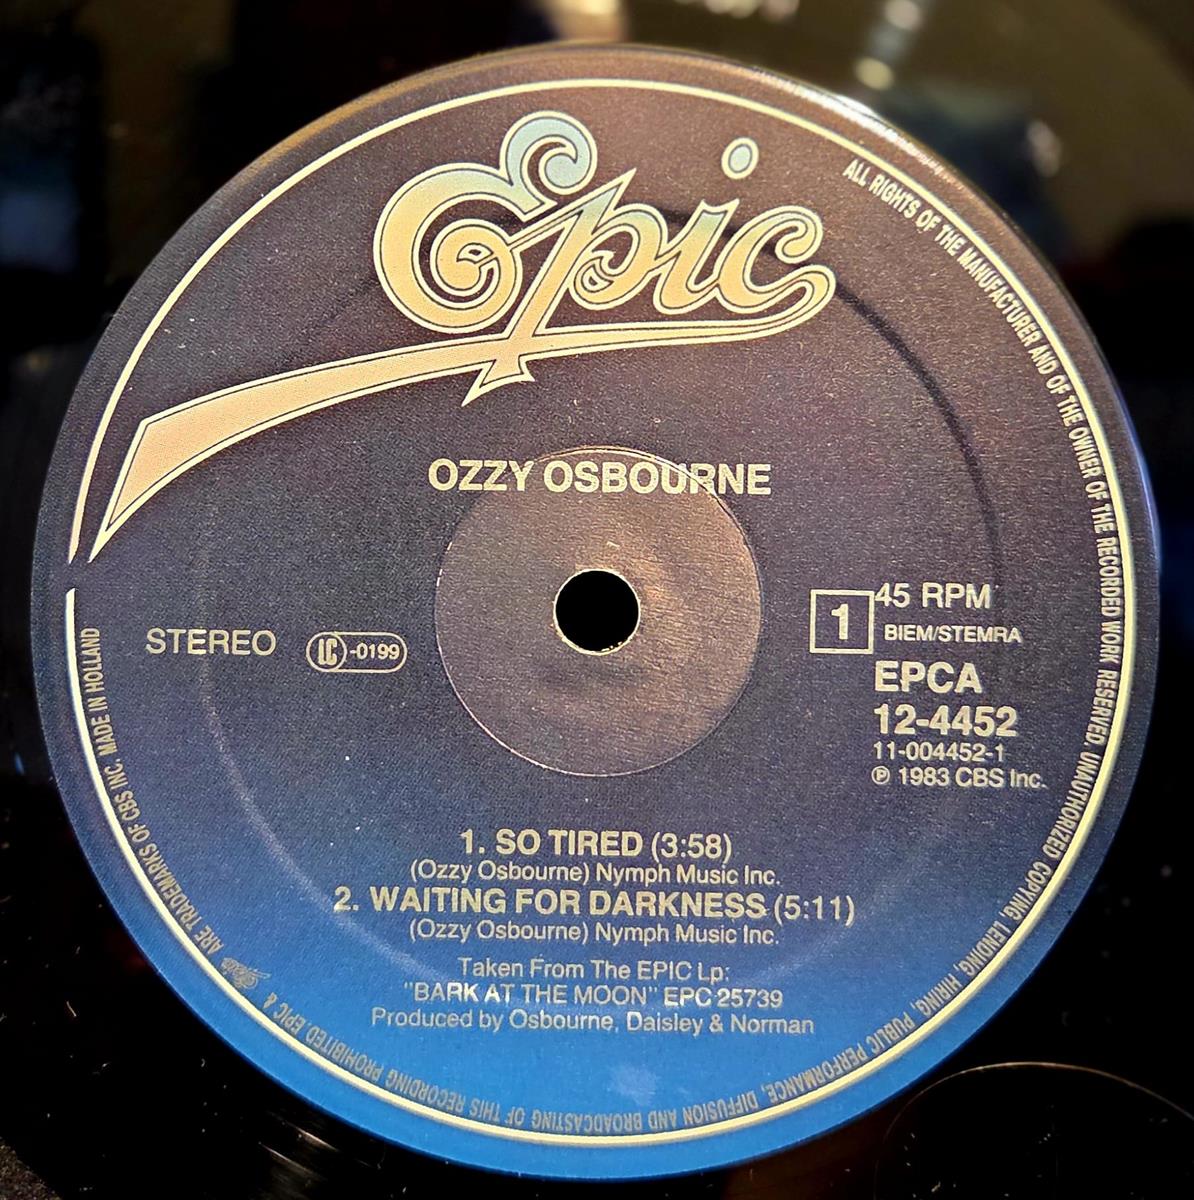 Epic
OZZY OSBOURNE
STEREO
LC-0199
1
45 RPM
BIEM/STEMRA
EPCA
12-4452
11-004452-1
℗ 1983 CBS Inc.
1. SO TIRED (3:58)
(Ozzy Osbourne) Nymph Music Inc.
2. WAITING FOR DARKNESS (5:11)
(Ozzy Osbourne) Nymph Music Inc.
Taken From The EPIC Lp:
"BARK AT THE MOON" EPC 25739
Produced by Osbourne, Daisley & Norman
ALL RIGHTS OF THE MANUFACTURER AND OF THE OWNER OF THE RECORDED WORK RESERVED. UNAUTHORIZED COPYING, LENDING, HIRING, PUBLIC PERFORMANCE, DIFFUSION AND BROADCASTING OF THIS RECORDING PROHIBITED EPIC & Epic ARE TRADEMARKS OF CBS INC. MADE IN HOLLAND